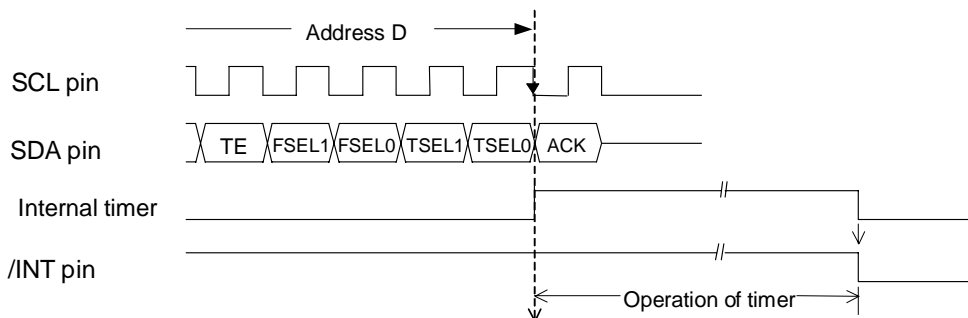 Address D
SCL pin
SDA pin
TE FSEL1 FSEL0 TSEL1 TSEL0 ACK
Internal timer
/INT pin
Operation of timer